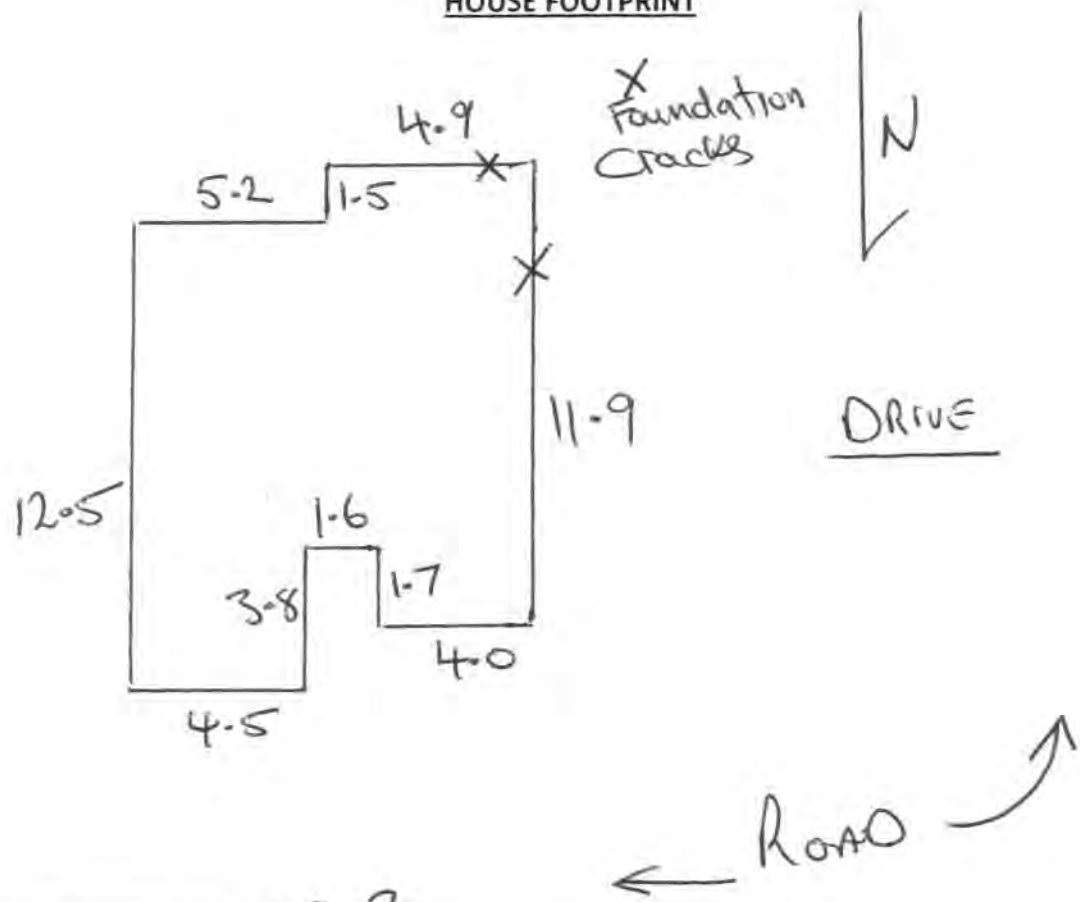 HOUSE FOOTPRINT
X
Foundation
Cracks
N
4.9
5.2
1.5
11.9
DRIVE
12.5
1.6
3.8
1.7
4.0
4.5
ROAD